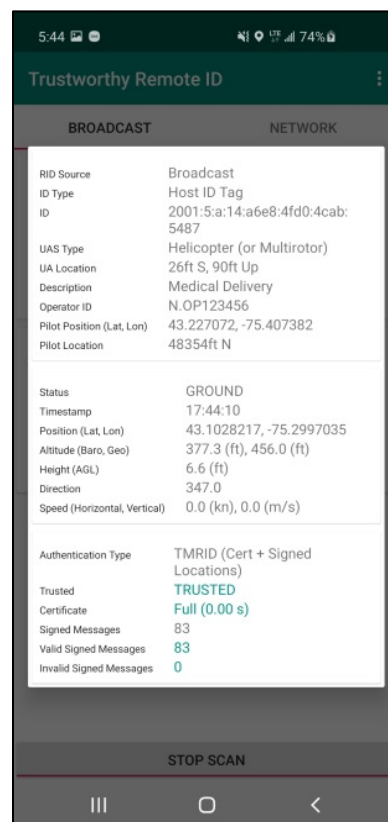 5:44 LTE 74%
Trustworthy Remote ID
BROADCAST NETWORK
RID Source Broadcast
ID Type Host ID Tag
ID 2001:5:a:14:a6e8:4fd0:4cab:
5487
UAS Type Helicopter (or Multirotor)
UA Location 26ft S, 90ft Up
Description Medical Delivery
Operator ID N.OP123456
Pilot Position (Lat, Lon) 43.227072, -75.407382
Pilot Location 48354ft N
Status GROUND
Timestamp 17:44:10
Position (Lat, Lon) 43.1028217, -75.2997035
Altitude (Baro, Geo) 377.3 (ft), 456.0 (ft)
Height (AGL) 6.6 (ft)
Direction 347.0
Speed (Horizontal, Vertical) 0.0 (kn), 0.0 (m/s)
Authentication Type TMRID (Cert + Signed
Locations)
Trusted TRUSTED
Certificate Full (0.00 s)
Signed Messages 83
Valid Signed Messages 83
Invalid Signed Messages 0
STOP SCAN